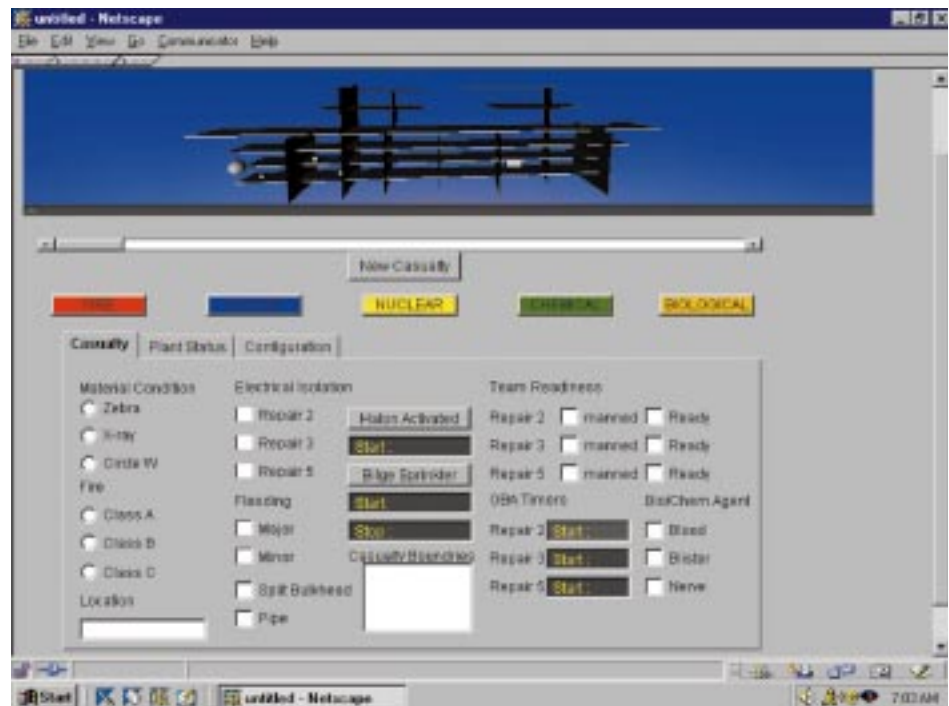 untitled - Netscape
File Edit View Go Communicator Help
New Casualty
FIRE NUCLEAR CHEMICAL BIOLOGICAL
Casualty Plant Status Configuration
Material Condition
Zebra
X-ray
Circle W
Fire
Class A
Class B
Class C
Location
Electrical Isolation
Repair 2
Repair 3
Repair 5
Flooding
Major
Minor
Split Bulkhead
Pipe
Halon Activated
Start:
Bilge Sprinkler
Start:
Stop:
Casualty Boundries
Team Readiness
Repair 2 manned Ready
Repair 3 manned Ready
Repair 5 manned Ready
OBA Timers
Repair 2 Start:
Repair 3 Start:
Repair 5 Start:
Bio/Chem Agent
Blood
Blister
Nerve
Start untitled - Netscape 7:03 AM